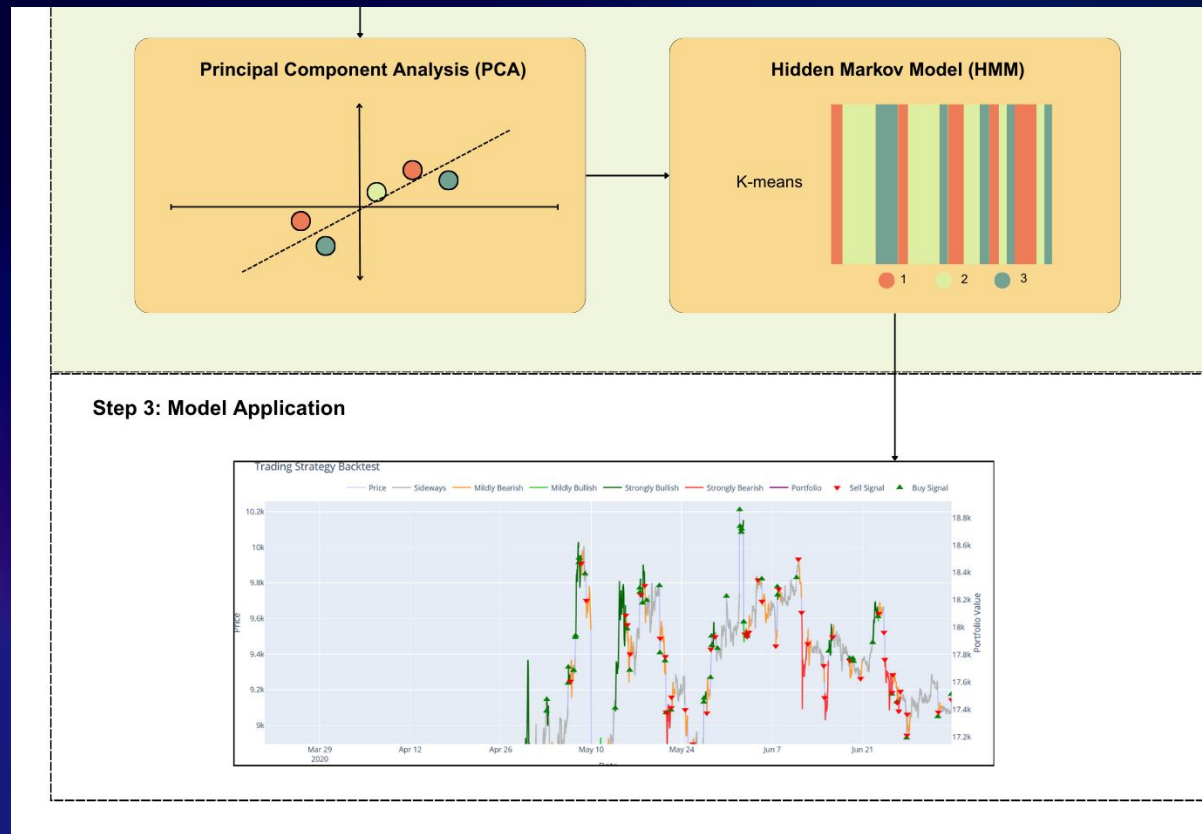 Principal Component Analysis (PCA)
Hidden Markov Model (HMM)
K-means
1 2 3
Step 3: Model Application
Trading Strategy Backtest
Price Sideways Mildly Bearish Mildly Bullish Strongly Bullish Strongly Bearish Portfolio Sell Signal Buy Signal
10.2k
10k
9.8k
9.6k
9.4k
9.2k
9k
Price
18.8k
18.6k
18.4k
18.2k
18k
17.8k
17.6k
17.4k
17.2k
Portfolio Value
Mar 29 Apr 12 Apr 26 May 10 May 24 Jun 7 Jun 21
2020